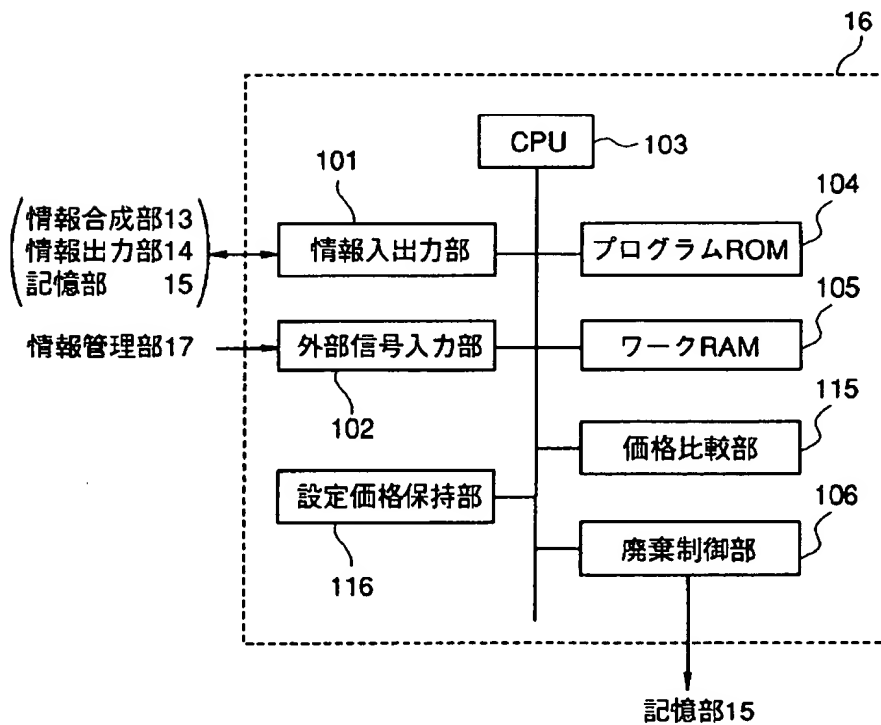 16
CPU
103
101
104
情報合成部13
情報出力部14
記憶部 15
情報入出力部
プログラムROM
105
情報管理部17
外部信号入力部
ワークRAM
102
115
設定価格保持部
価格比較部
106
116
廃棄制御部
記憶部15